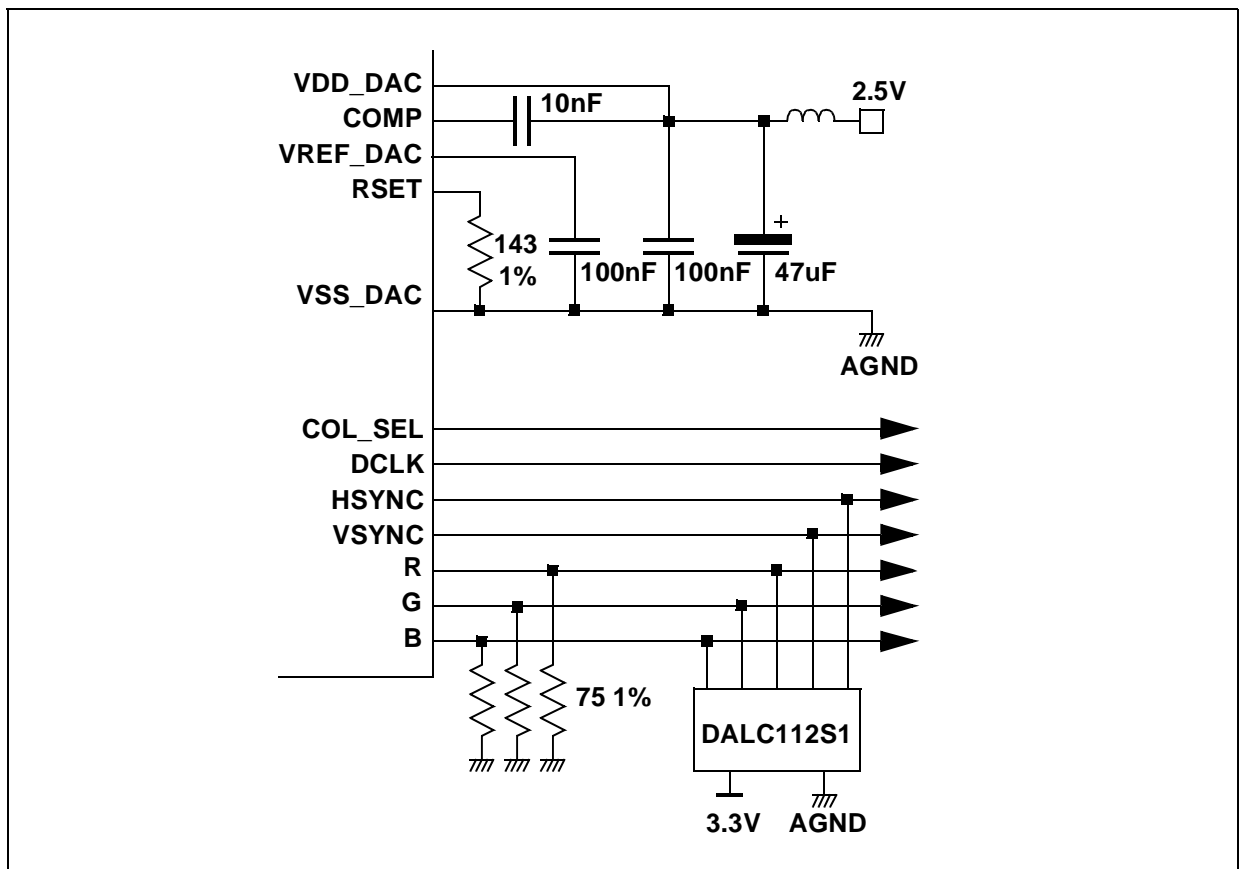 VDD_DAC
10nF
2.5V
COMP
VREF_DAC
RSET
+
143
1%
100nF
100nF
47uF
VSS_DAC
AGND
COL_SEL
DCLK
HSYNC
VSYNC
R
G
B
75 1%
DALC112S1
3.3V
AGND